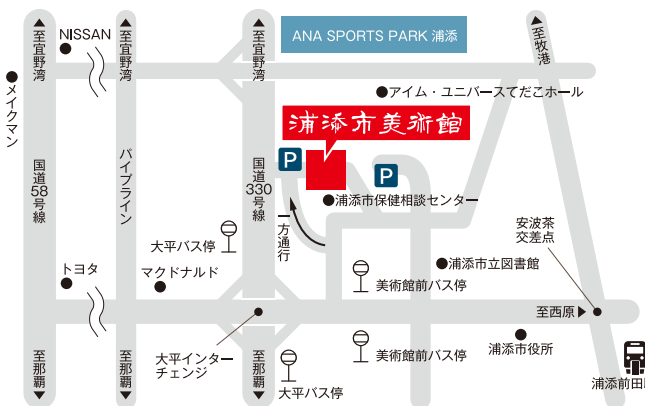 至宜野湾
NISSAN
至宜野湾
至宜野湾
ANA SPORTS PARK 浦添
至牧港
メイクマン
アイム・ユニバースてだこホール
浦添市美術館
国道58号線
パイプライン
国道330号線
P
P
浦添市保健相談センター
一方通行
大平バス停
安波茶
交差点
トヨタ
マクドナルド
浦添市立図書館
美術館前バス停
至西原
至那覇
至那覇
大平インター
チェンジ
至那覇
大平バス停
美術館前バス停
浦添市役所
浦添前田